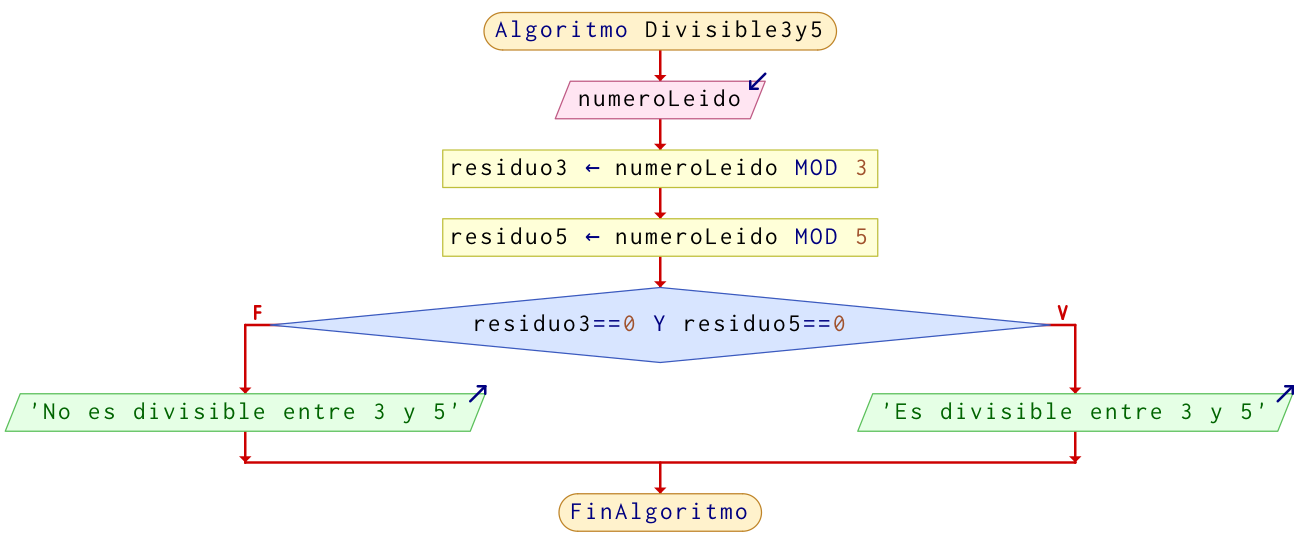 Algoritmo Divisible3y5
numeroLeido
residuo3 ← numeroLeido MOD 3
residuo5 ← numeroLeido MOD 5
F
V
residuo3==0 Y residuo5==0
'No es divisible entre 3 y 5'
'Es divisible entre 3 y 5'
FinAlgoritmo